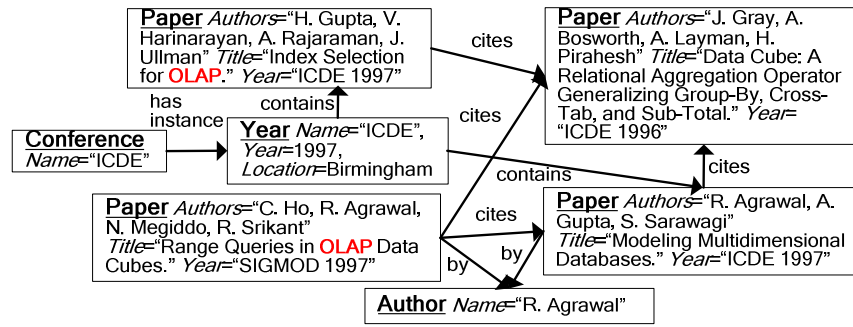 Paper Authors=“H. Gupta, V.
Harinarayan, A. Rajaraman, J.
Ullman” Title=“Index Selection
for OLAP.” Year=“ICDE 1997”
cites
Paper Authors=“J. Gray, A.
Bosworth, A. Layman, H.
Pirahesh” Title=“Data Cube: A
Relational Aggregation Operator
Generalizing Group-By, Cross-
Tab, and Sub-Total.” Year=
“ICDE 1996”
has
instance
contains
cites
Conference
Name=“ICDE”
Year Name=“ICDE”,
Year=1997,
Location=Birmingham
contains
cites
Paper Authors=“C. Ho, R. Agrawal,
N. Megiddo, R. Srikant”
Title=“Range Queries in OLAP Data
Cubes.” Year=“SIGMOD 1997”
cites
by
by
Paper Authors=“R. Agrawal, A.
Gupta, S. Sarawagi”
Title=“Modeling Multidimensional
Databases.” Year=“ICDE 1997”
Author Name=“R. Agrawal”